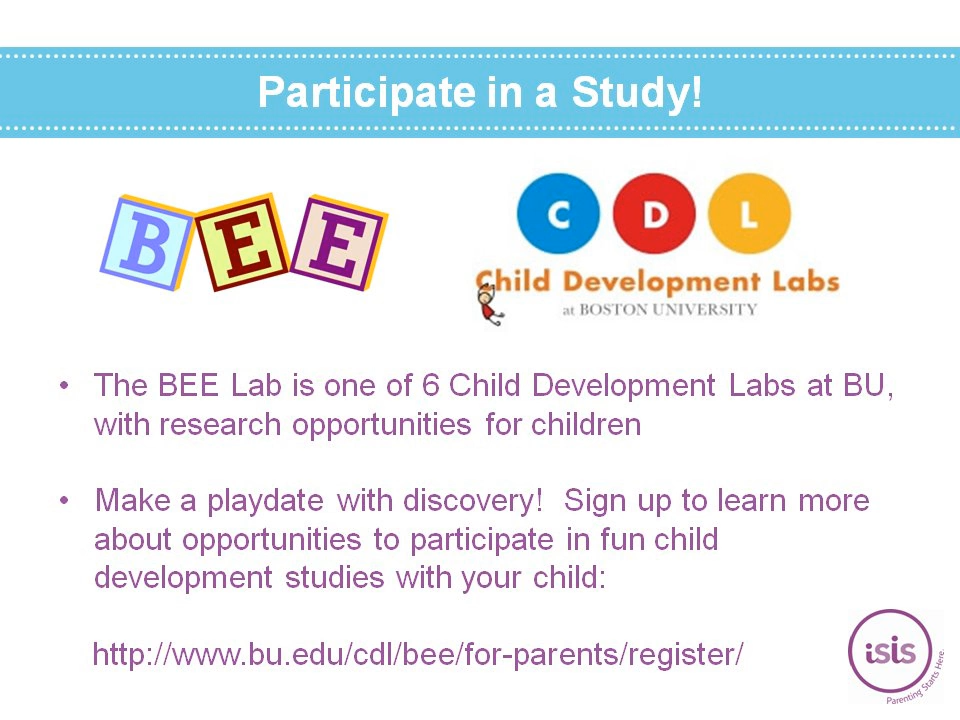 Participate in a Study!
BEE
C D L
Child Development Labs
at BOSTON UNIVERSITY
• The BEE Lab is one of 6 Child Development Labs at BU,
with research opportunities for children
• Make a playdate with discovery!  Sign up to learn more
about opportunities to participate in fun child
development studies with your child:
http://www.bu.edu/cdl/bee/for-parents/register/
isis
Parenting Starts Here.